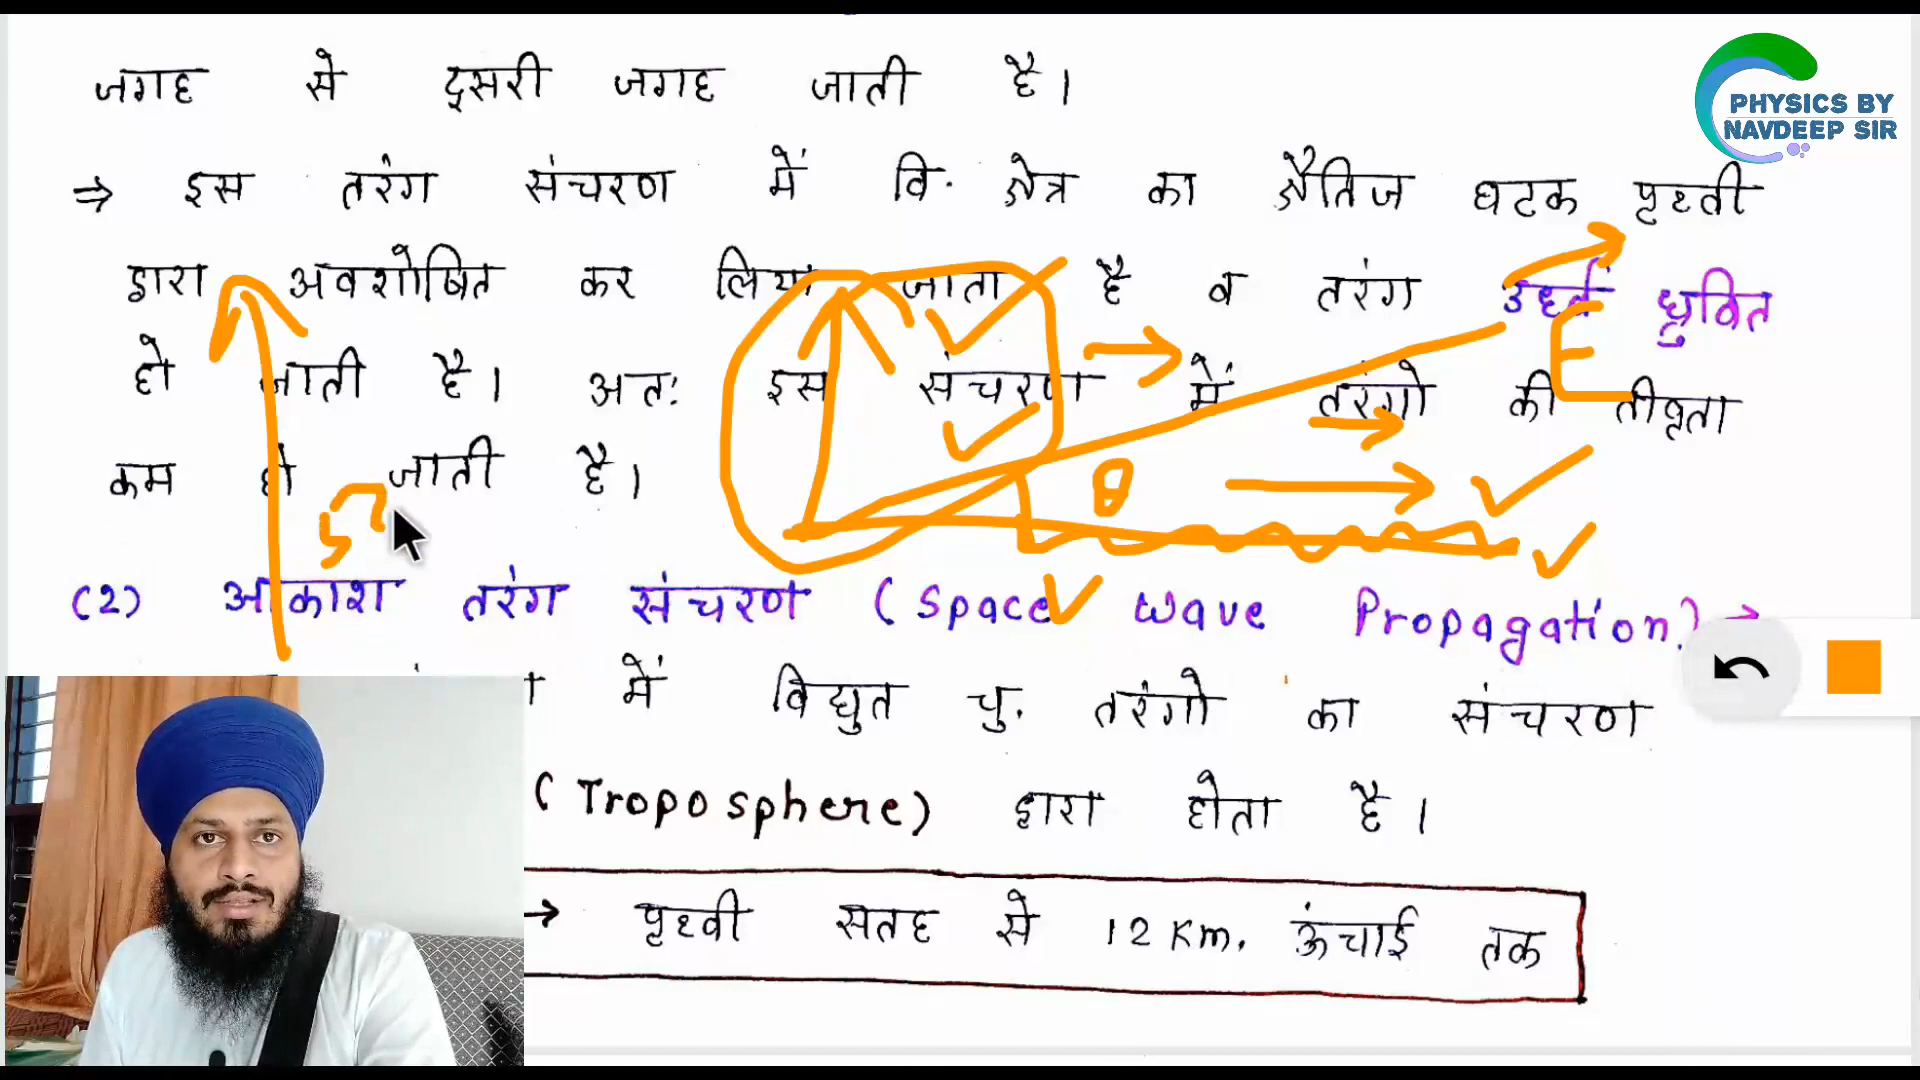 जगह से दूसरी जगह जाती है।
PHYSICS BY
NAVDEEP SIR
⇒ इस तरंग संचरण में वि. क्षेत्र का क्षैतिज घटक पृथ्वी
द्वारा अवशोषित कर लिया जाता है व तरंग उर्ध्व ध्रुवित
हो जाती है। अतः इस संचरण में तरंगो की तीव्रता
कम हो जाती है।
E
θ
(2) आकाश तरंग संचरण (Space Wave Propagation) →
में विद्युत चु. तरंगो का संचरण
(Troposphere) द्वारा होता है।
→ पृथ्वी सतह से 12 Km. ऊंचाई तक